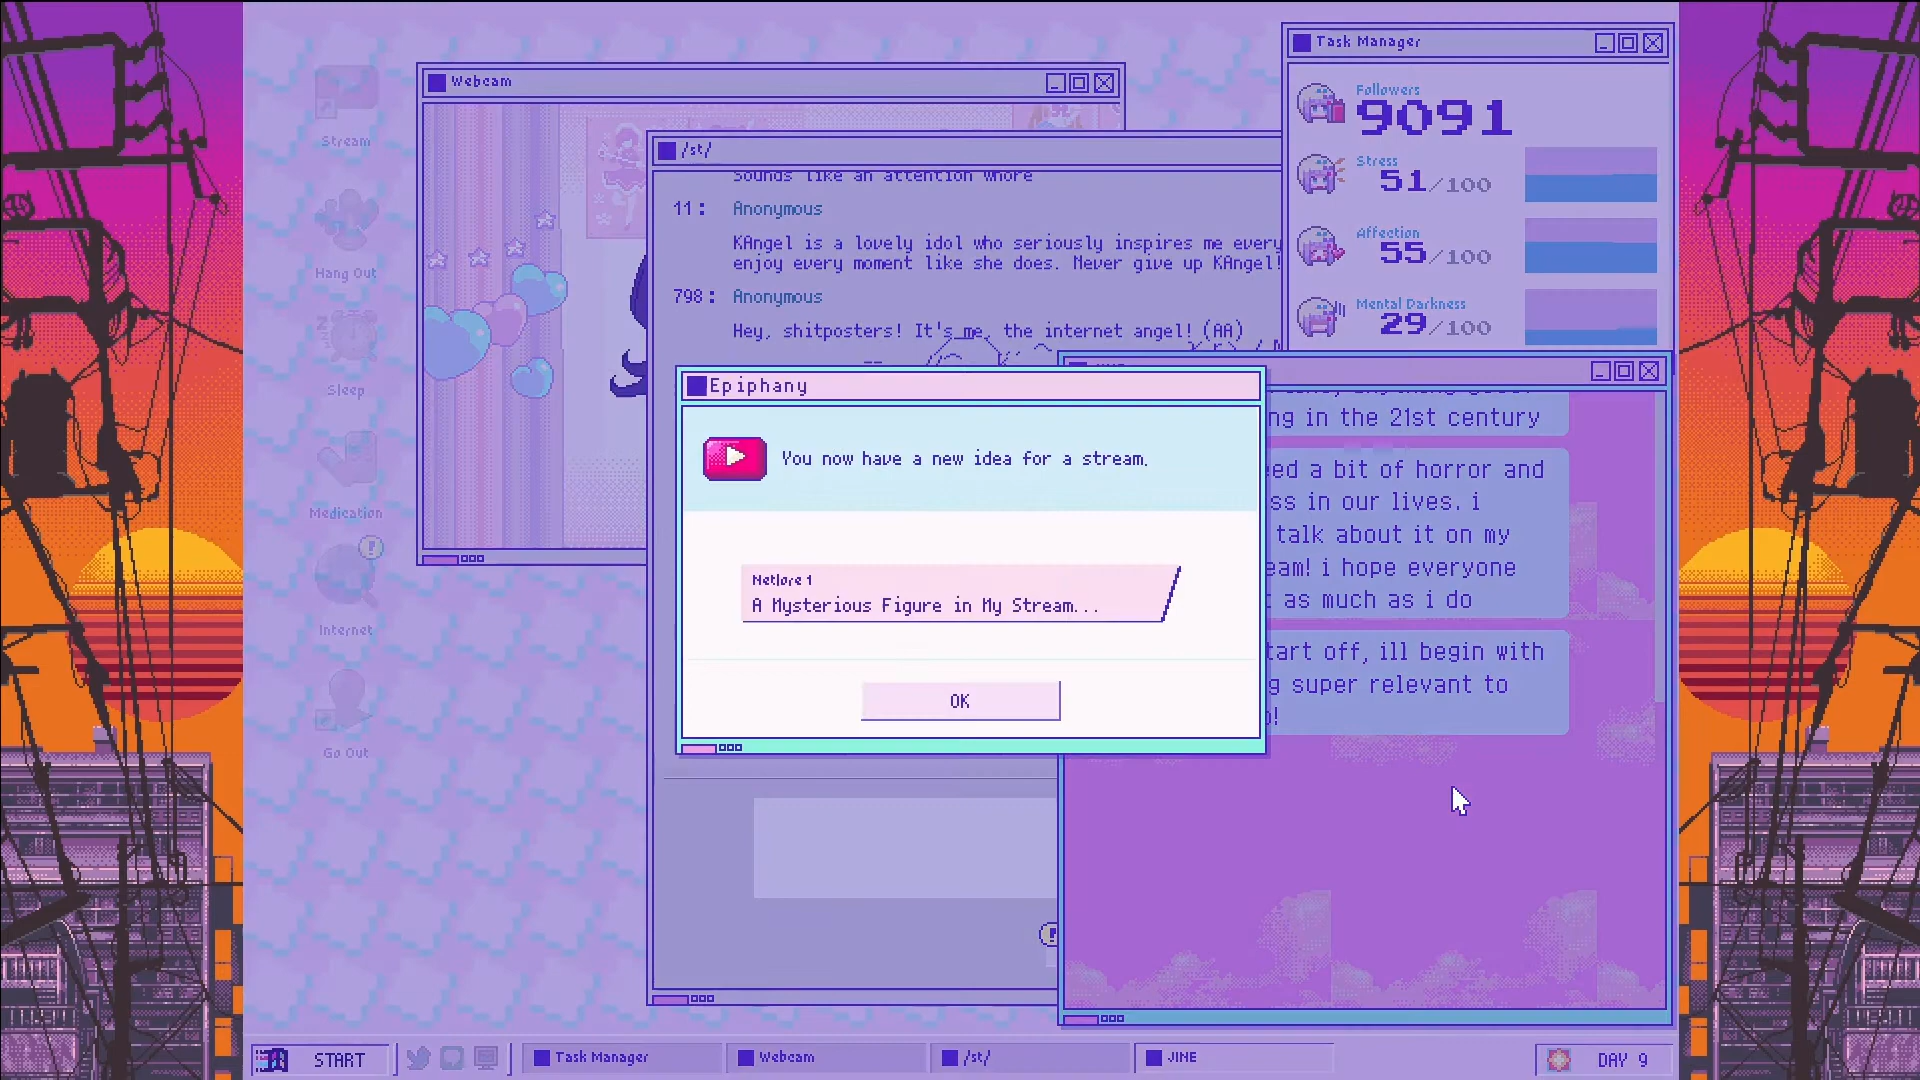 Task Manager
Followers
9091
Stress
51/100
Affection
55/100
Mental Darkness
29/100
Webcam
Stream
Hang Out
Sleep
Medication
Internet
Go Out
/st/
Sounds like an attention whore
11: Anonymous
KAngel is a lovely idol who seriously inspires me every
enjoy every moment like she does. Never give up KAngel!
798: Anonymous
Hey, shitposters! It's me, the internet angel! (AA)
Epiphany
You now have a new idea for a stream.
Netlore 1
A Mysterious Figure in My Stream...
OK
ng in the 21st century
ed a bit of horror and
ss in our lives. i
talk about it on my
eam! i hope everyone
as much as i do
tart off, ill begin with
g super relevant to
!
START
Task Manager
Webcam
/st/
JINE
DAY 9